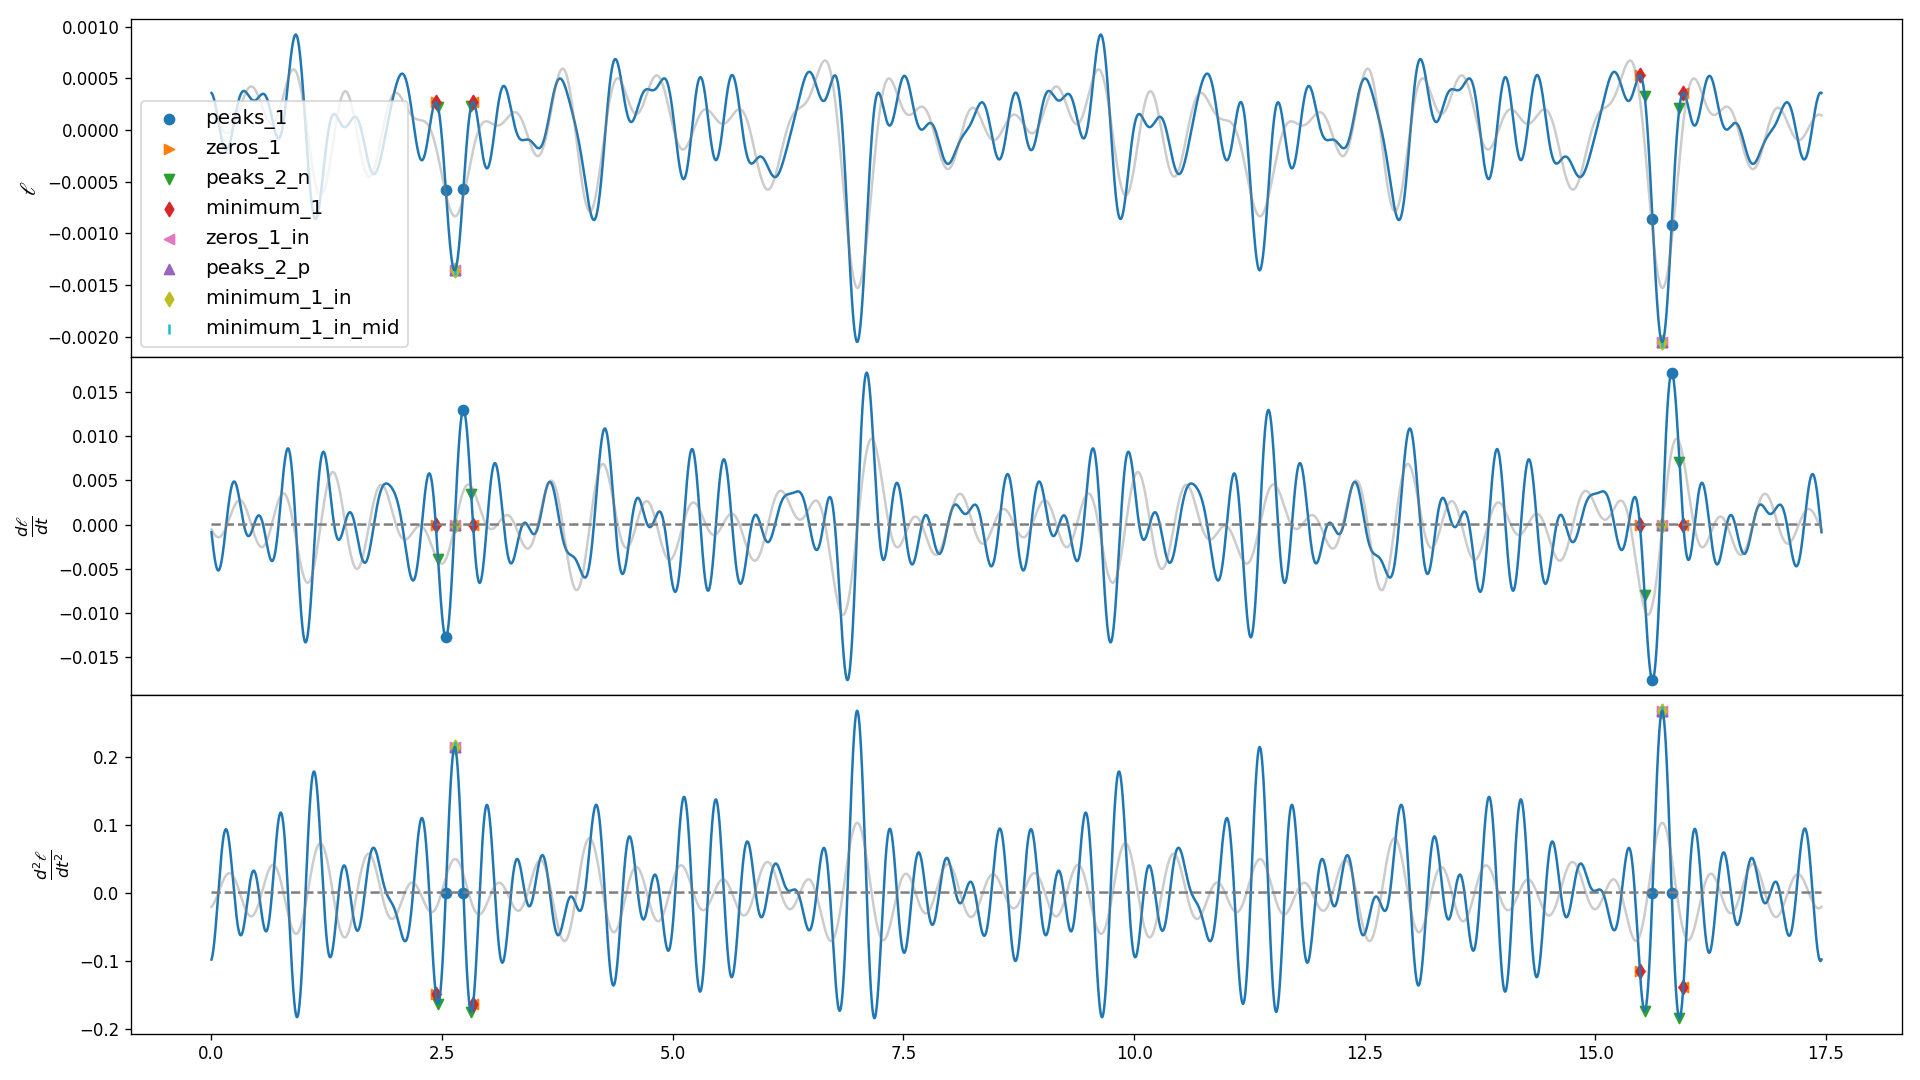 0.0010
0.0005
0.0000
−0.0005
−0.0010
−0.0015
−0.0020
ℓ
peaks_1
zeros_1
peaks_2_n
minimum_1
zeros_1_in
peaks_2_p
minimum_1_in
minimum_1_in_mid
0.015
0.010
0.005
0.000
−0.005
−0.010
−0.015
dℓ
dt
0.2
0.1
0.0
−0.1
−0.2
d²ℓ
dt²
0.0 2.5 5.0 7.5 10.0 12.5 15.0 17.5